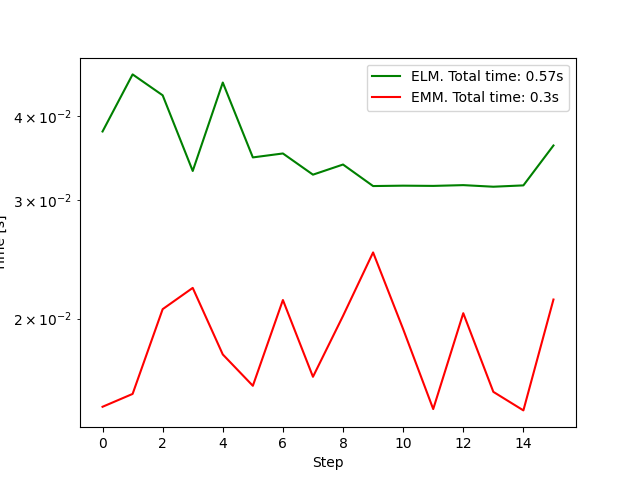 ELM. Total time: 0.57s
EMM. Total time: 0.3s
4 × 10⁻²
3 × 10⁻²
2 × 10⁻²
[s]
0 2 4 6 8 10 12 14
Step